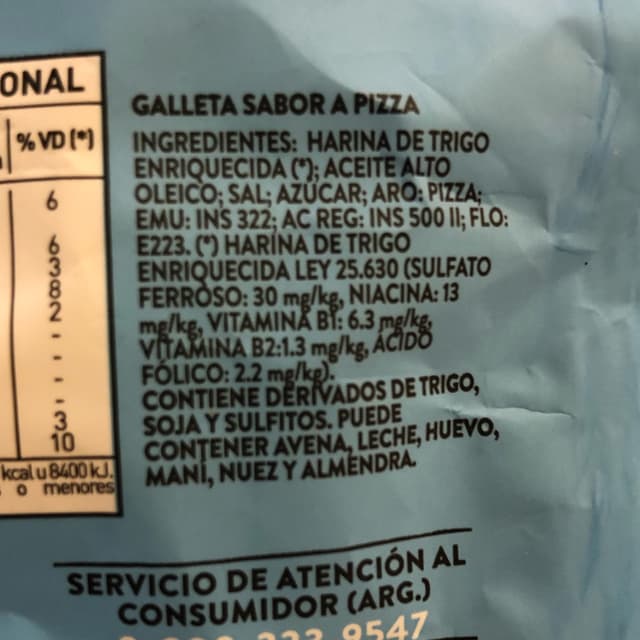 ONAL
% VD (*)
6
6
3
8
2
-
-
-
-
3
10
kcal u 8400 kJ.
o menores
GALLETA SABOR A PIZZA
INGREDIENTES: HARINA DE TRIGO
ENRIQUECIDA (*); ACEITE ALTO
OLEICO; SAL; AZÚCAR; ARO: PIZZA;
EMU: INS 322; AC REG: INS 500 II; FLO:
E223. (*) HARINA DE TRIGO
ENRIQUECIDA LEY 25.630 (SULFATO
FERROSO: 30 mg/kg, NIACINA: 13
mg/kg, VITAMINA B1: 6.3 mg/kg,
VITAMINA B2:1.3 mg/kg, ÁCIDO
FÓLICO: 2.2 mg/kg).
CONTIENE DERIVADOS DE TRIGO,
SOJA Y SULFITOS. PUEDE
CONTENER AVENA, LECHE, HUEVO,
MANÍ, NUEZ Y ALMENDRA.
SERVICIO DE ATENCIÓN AL
CONSUMIDOR (ARG.)
9547